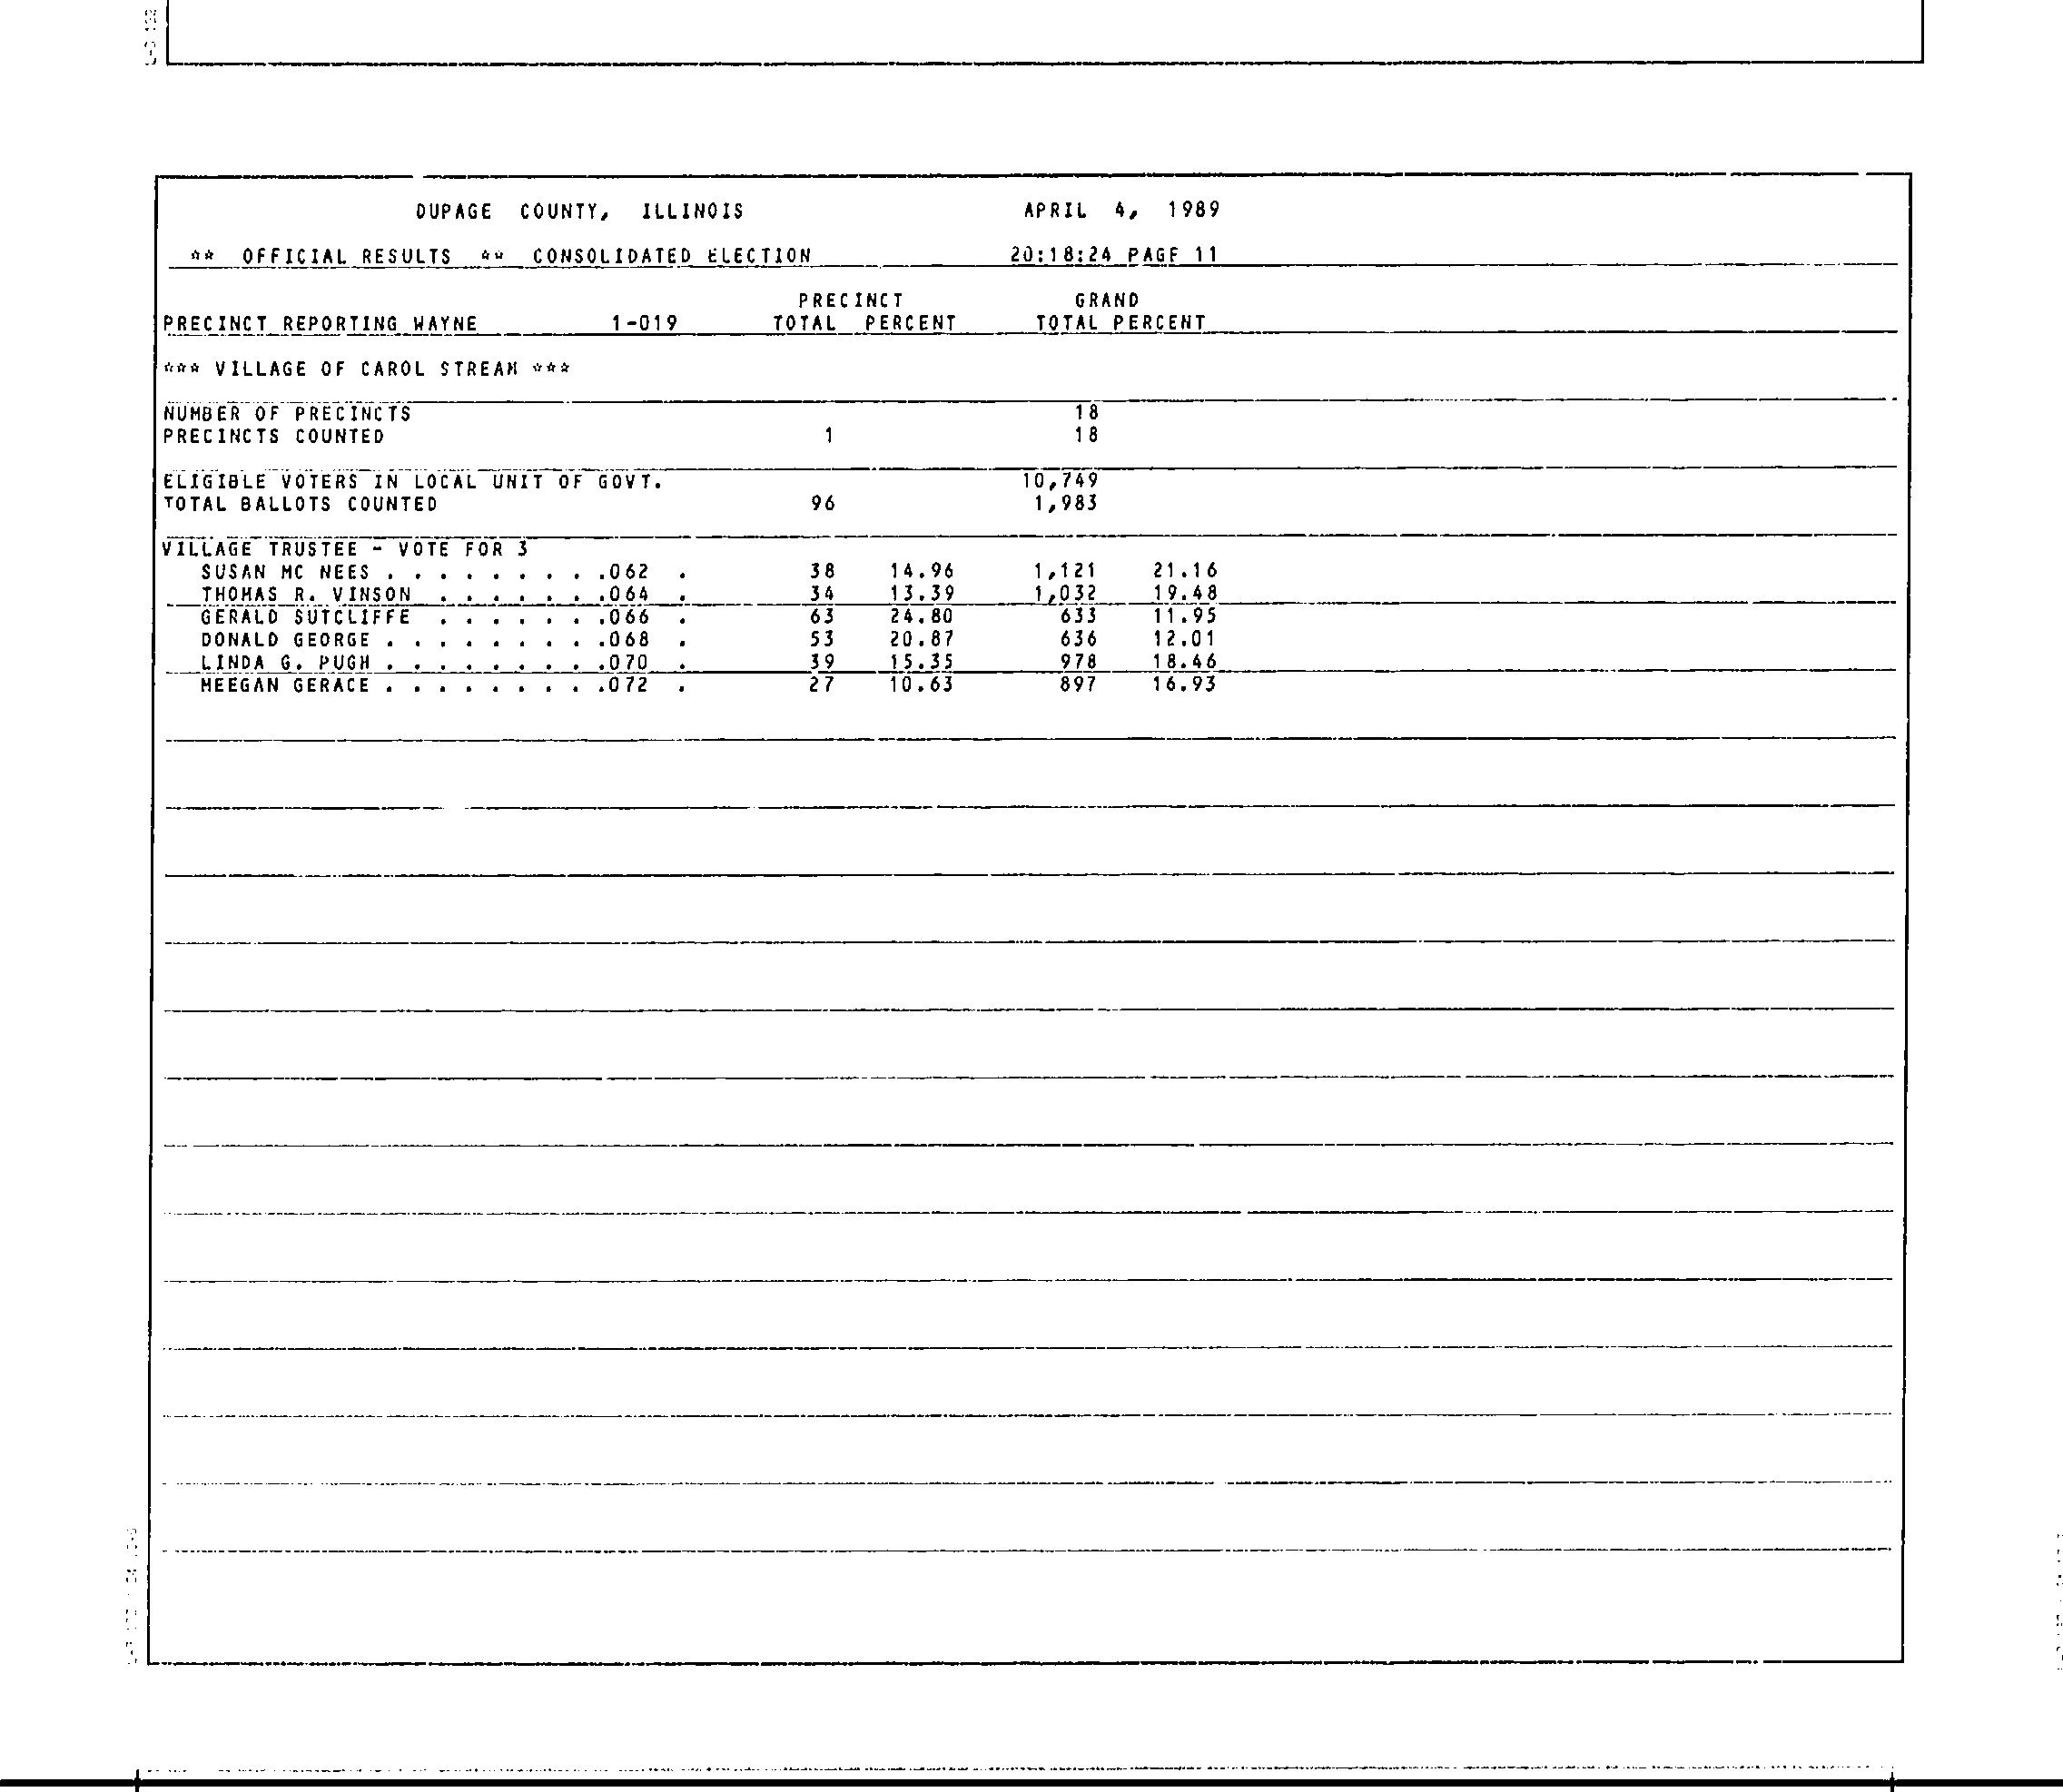 DUPAGE COUNTY, ILLINOIS APRIL 4, 1989
** OFFICIAL RESULTS ** CONSOLIDATED ELECTION 20:18:24 PAGE 11
PRECINCT GRAND
PRECINCT REPORTING WAYNE 1-019 TOTAL PERCENT TOTAL PERCENT
*** VILLAGE OF CAROL STREAM ***
NUMBER OF PRECINCTS 18
PRECINCTS COUNTED 1 18
ELIGIBLE VOTERS IN LOCAL UNIT OF GOVT. 10,749
TOTAL BALLOTS COUNTED 96 1,983
VILLAGE TRUSTEE - VOTE FOR 3
SUSAN MC NEES . . . . . . . . .062 . 38 14.96 1,121 21.16
THOMAS R. VINSON . . . . . . .064 . 34 13.39 1,032 19.48
GERALD SUTCLIFFE . . . . . . .066 . 63 24.80 633 11.95
DONALD GEORGE . . . . . . . . .068 . 53 20.87 636 12.01
LINDA G. PUGH . . . . . . . . .070 . 39 15.35 978 18.46
MEEGAN GERACE . . . . . . . . .072 . 27 10.63 897 16.93